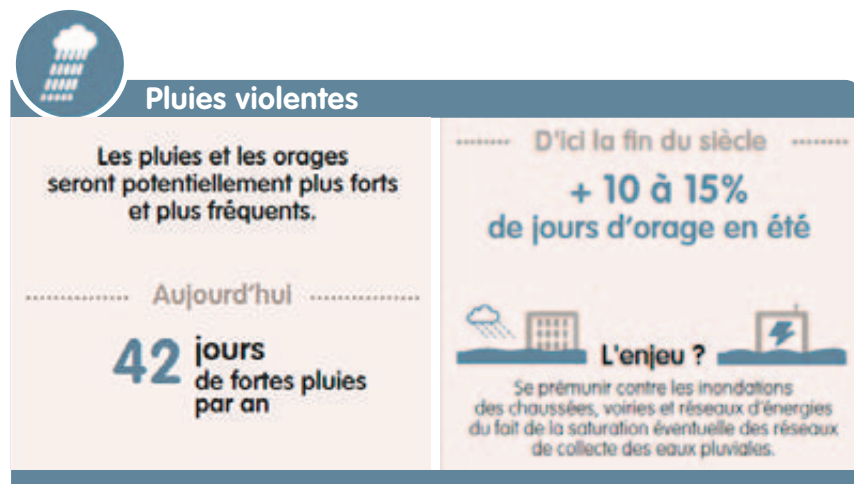 Pluies violentes
Les pluies et les orages
seront potentiellement plus forts
et plus fréquents.
Aujourd'hui
42 jours
de fortes pluies
par an
D'ici la fin du siècle
+ 10 à 15%
de jours d'orage en été
L'enjeu ?
Se prémunir contre les inondations
des chaussées, voiries et réseaux d'énergies
du fait de la saturation éventuelle des réseaux
de collecte des eaux pluviales.